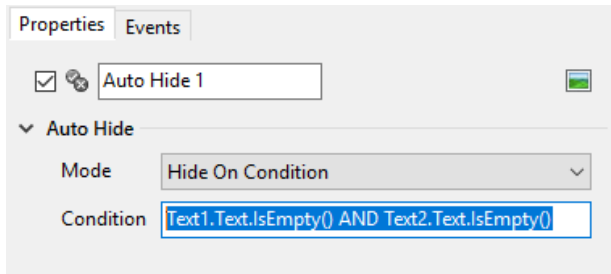 Properties Events
Auto Hide 1
Auto Hide
Mode Hide On Condition
Condition Text1.Text.IsEmpty() AND Text2.Text.IsEmpty()